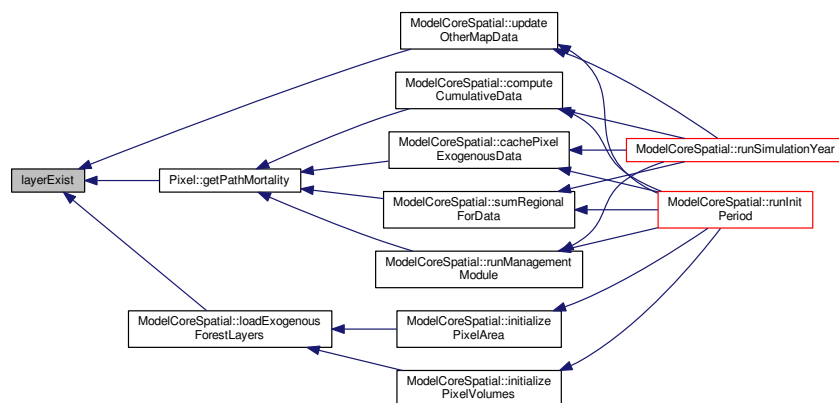 ModelCoreSpatial::update
OtherMapData
ModelCoreSpatial::compute
CumulativeData
ModelCoreSpatial::cachePixel
ExogenousData
ModelCoreSpatial::runSimulationYear
layerExist
Pixel::getPathMortality
ModelCoreSpatial::sumRegional
ForData
ModelCoreSpatial::runInit
Period
ModelCoreSpatial::runManagement
Module
ModelCoreSpatial::loadExogenous
ForestLayers
ModelCoreSpatial::initialize
PixelArea
ModelCoreSpatial::initialize
PixelVolumes